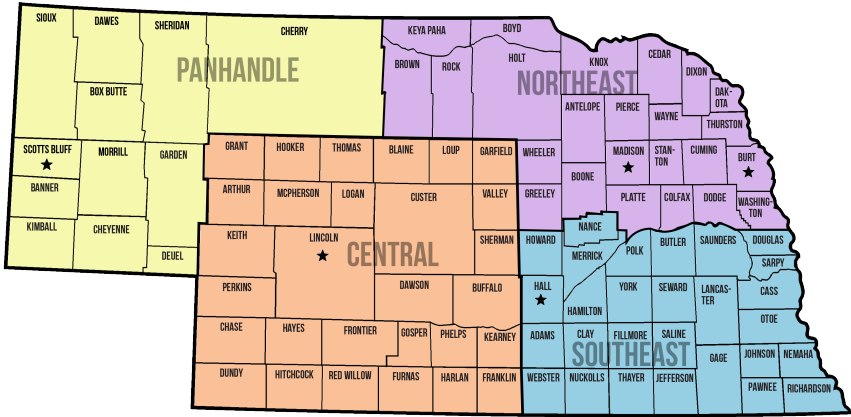 SIOUX
DAWES
SHERIDAN
CHERRY
KEYA PAHA
BOYD
PANHANDLE
BOX BUTTE
BROWN
ROCK
HOLT
KNOX
CEDAR
DIXON
DAK-
OTA
NORTHEAST
ANTELOPE
PIERCE
WAYNE
THURSTON
SCOTTS BLUFF
MORRILL
GARDEN
BANNER
KIMBALL
CHEYENNE
DEUEL
GRANT
HOOKER
THOMAS
BLAINE
LOUP
GARFIELD
WHEELER
BOONE
MADISON
STAN-
TON
CUMING
BURT
ARTHUR
MCPHERSON
LOGAN
CUSTER
VALLEY
GREELEY
PLATTE
COLFAX
DODGE
WASHING-
TON
KEITH
LINCOLN
CENTRAL
SHERMAN
HOWARD
NANCE
MERRICK
POLK
BUTLER
SAUNDERS
DOUGLAS
SARPY
PERKINS
DAWSON
BUFFALO
HALL
HAMILTON
YORK
SEWARD
LANCAS-
TER
CASS
OTOE
CHASE
HAYES
FRONTIER
GOSPER
PHELPS
KEARNEY
ADAMS
CLAY
FILLMORE
SALINE
SOUTHEAST
GAGE
JOHNSON
NEMAHA
DUNDY
HITCHCOCK
RED WILLOW
FURNAS
HARLAN
FRANKLIN
WEBSTER
NUCKOLLS
THAYER
JEFFERSON
PAWNEE
RICHARDSON